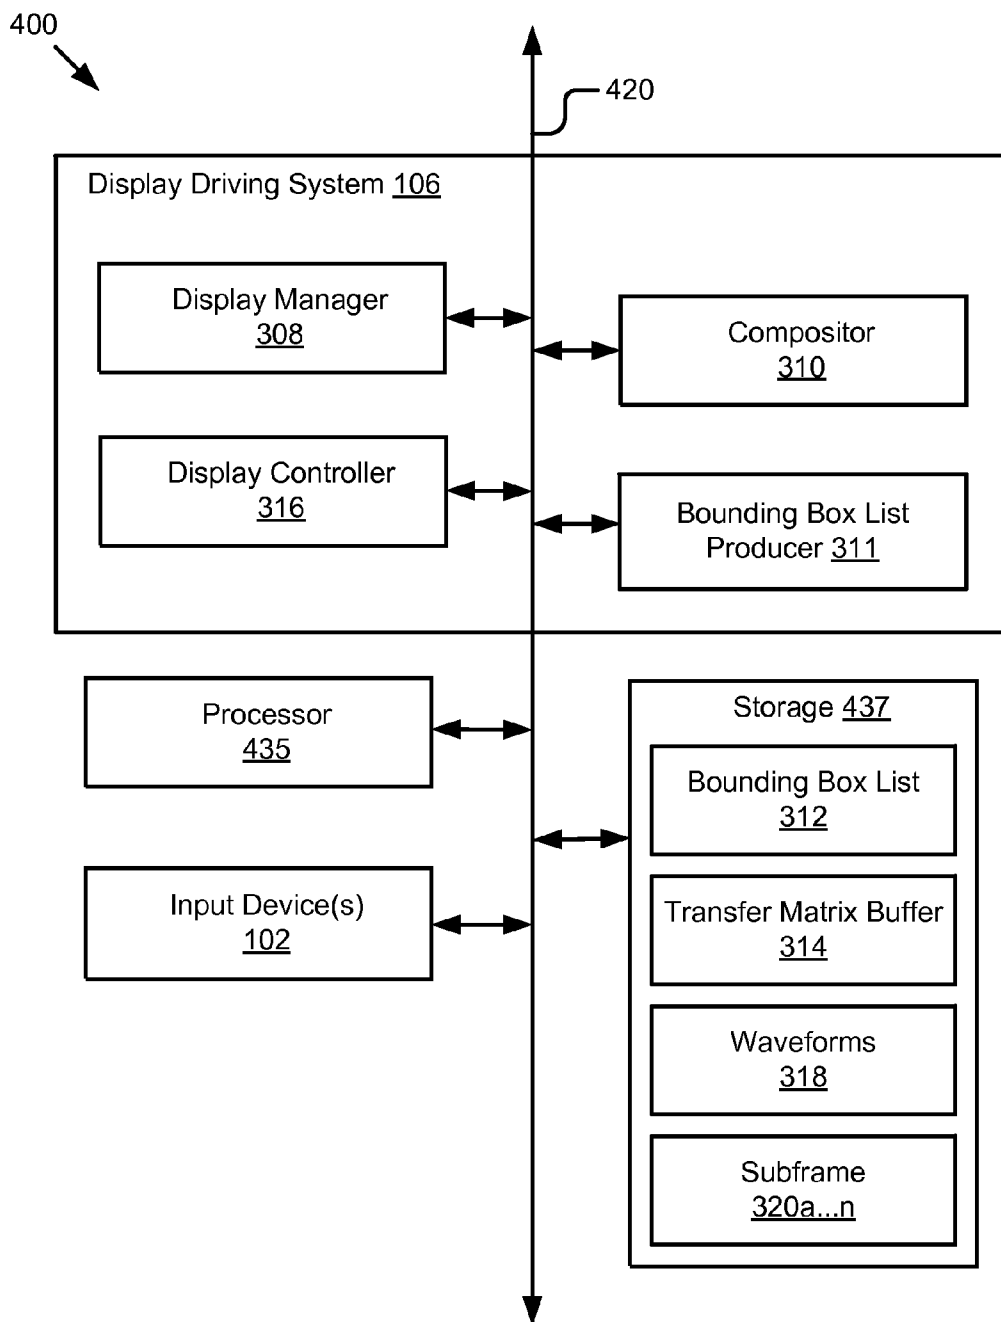 400
420
Display Driving System 106
Display Manager
308
Compositor
310
Display Controller
316
Bounding Box List
Producer 311
Processor
435
Storage 437
Bounding Box List
312
Input Device(s)
102
Transfer Matrix Buffer
314
Waveforms
318
Subframe
320a...n